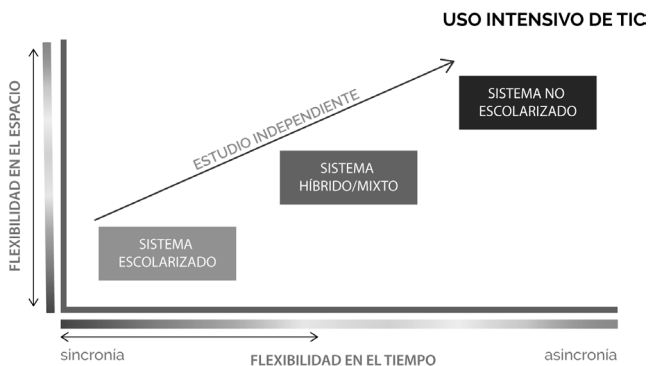 USO INTENSIVO DE TIC
FLEXIBILIDAD EN EL ESPACIO
ESTUDIO INDEPENDIENTE
SISTEMA NO
ESCOLARIZADO
SISTEMA
HÍBRIDO/MIXTO
SISTEMA
ESCOLARIZADO
sincronía
FLEXIBILIDAD EN EL TIEMPO
asincronía